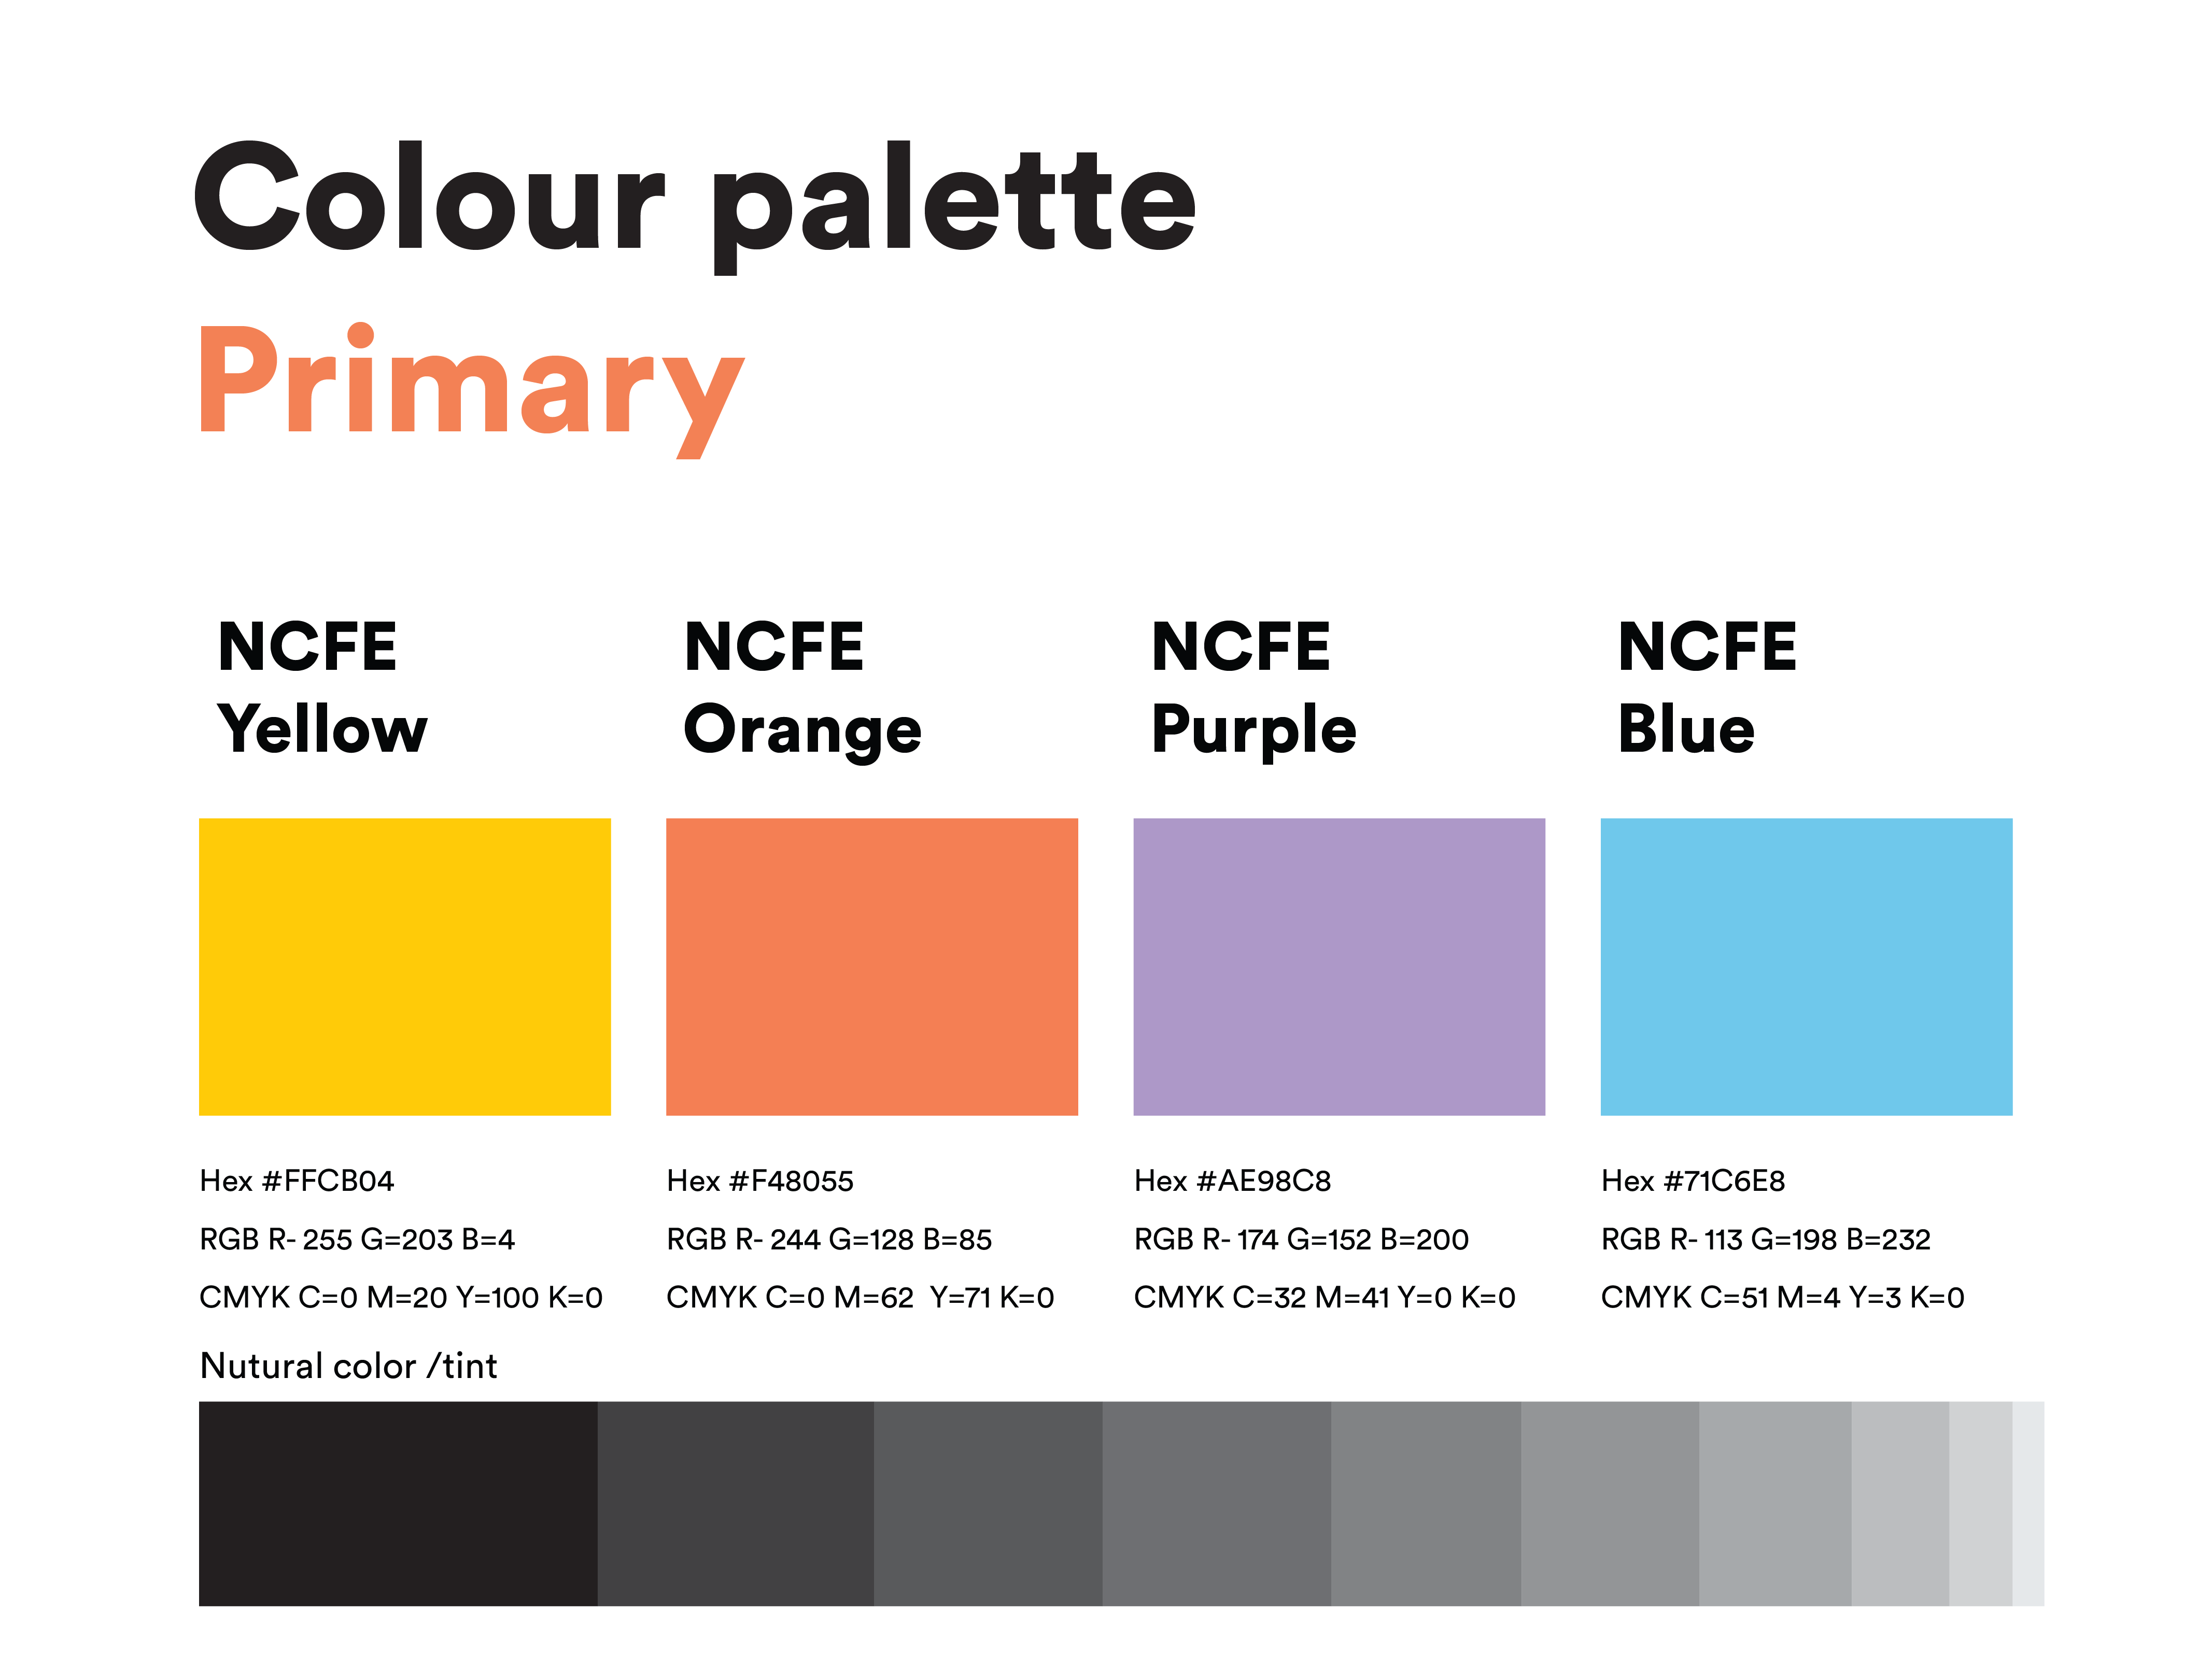 Colour palette
Primary
NCFE
Yellow
NCFE
Orange
NCFE
Purple
NCFE
Blue
Hex #FFCB04
RGB R- 255 G=203 B=4
CMYK C=0 M=20 Y=100 K=0
Hex #F48055
RGB R- 244 G=128 B=85
CMYK C=0 M=62  Y=71 K=0
Hex #AE98C8
RGB R- 174 G=152 B=200
CMYK C=32 M=41 Y=0 K=0
Hex #71C6E8
RGB R- 113 G=198 B=232
CMYK C=51 M=4 Y=3 K=0
Nutural color /tint